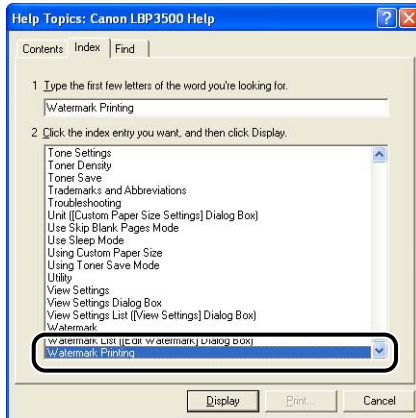 Help Topics: Canon LBP3500 Help
Contents Index Find
1 Type the first few letters of the word you're looking for.
Watermark Printing
2 Click the index entry you want, and then click Display.
Tone Settings
Toner Density
Toner Save
Trademarks and Abbreviations
Troubleshooting
Unit ([Custom Paper Size Settings] Dialog Box)
Use Skip Blank Pages Mode
Use Sleep Mode
Using Custom Paper Size
Using Toner Save Mode
Utility
View Settings
View Settings Dialog Box
View Settings List ([View Settings] Dialog Box)
Watermark
Watermark List ([Edit Watermark] Dialog Box)
Watermark Printing
Display Print... Cancel